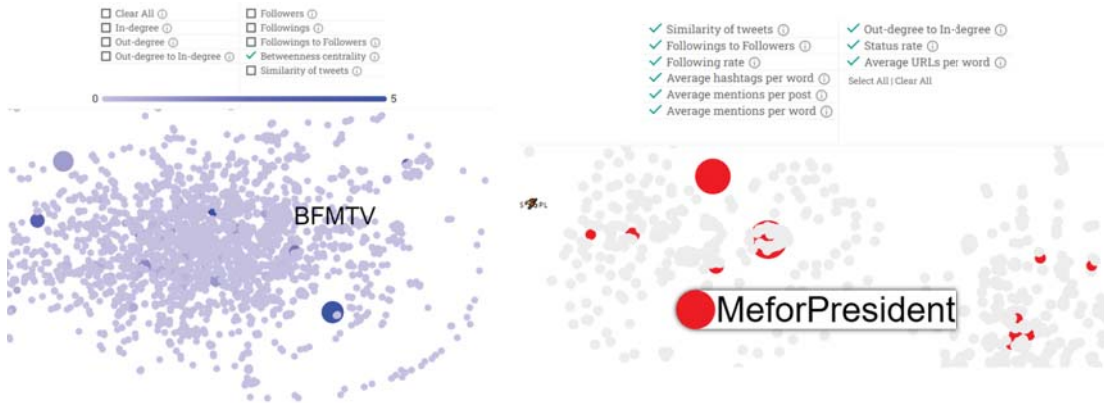 Clear All
In-degree
Out-degree
Out-degree to In-degree
Followers
Followings
Followings to Followers
Betweenness centrality
Similarity of tweets
0 5
BFMTV
Similarity of tweets
Followings to Followers
Following rate
Average hashtags per word
Average mentions per post
Average mentions per word
Out-degree to In-degree
Status rate
Average URLs per word
Select All | Clear All
MeforPresident